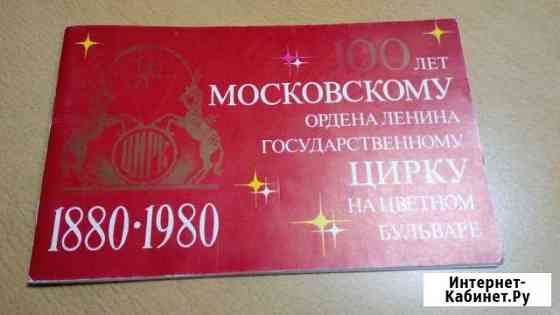 100 ЛЕТ
МОСКОВСКОМУ
ОРДЕНА ЛЕНИНА
ГОСУДАРСТВЕННОМУ
ЦИРКУ
НА ЦВЕТНОМ
БУЛЬВАРЕ
ЦИРК
1880·1980
Интернет-
Кабинет.Ру